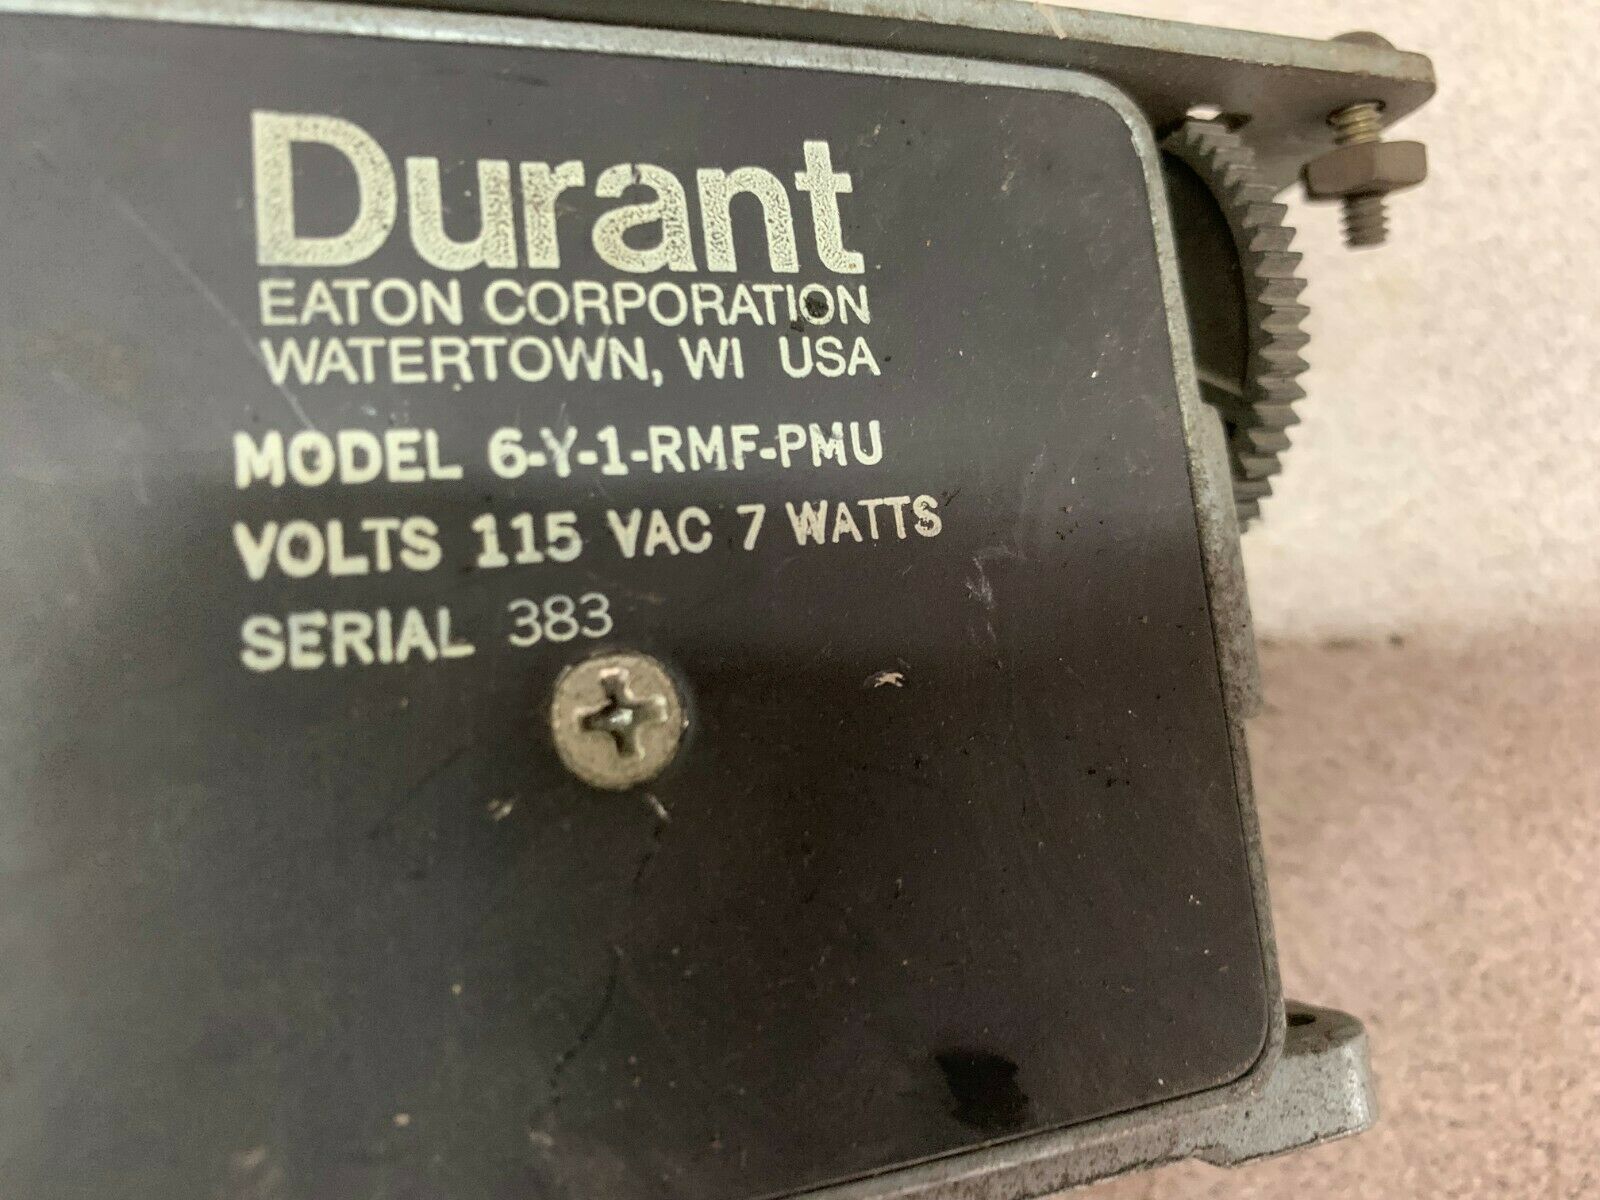 Durant
EATON CORPORATION
WATERTOWN, WI USA
MODEL 6-Y-1-RMF-PMU
VOLTS 115 VAC 7 WATTS
SERIAL 383